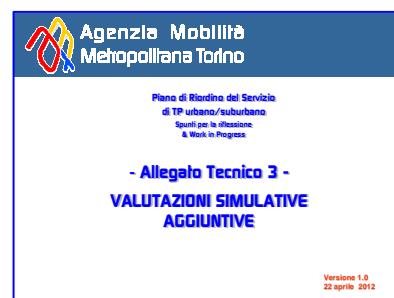 Agenzia Mobilità
Metropolitana Torino
Piano di Riordino del Servizio
di TP urbano/suburbano
Spunti per la riflessione
& Work in Progress
- Allegato Tecnico 3 -
VALUTAZIONI SIMULATIVE
AGGIUNTIVE
Versione 1.0
22 aprile 2012